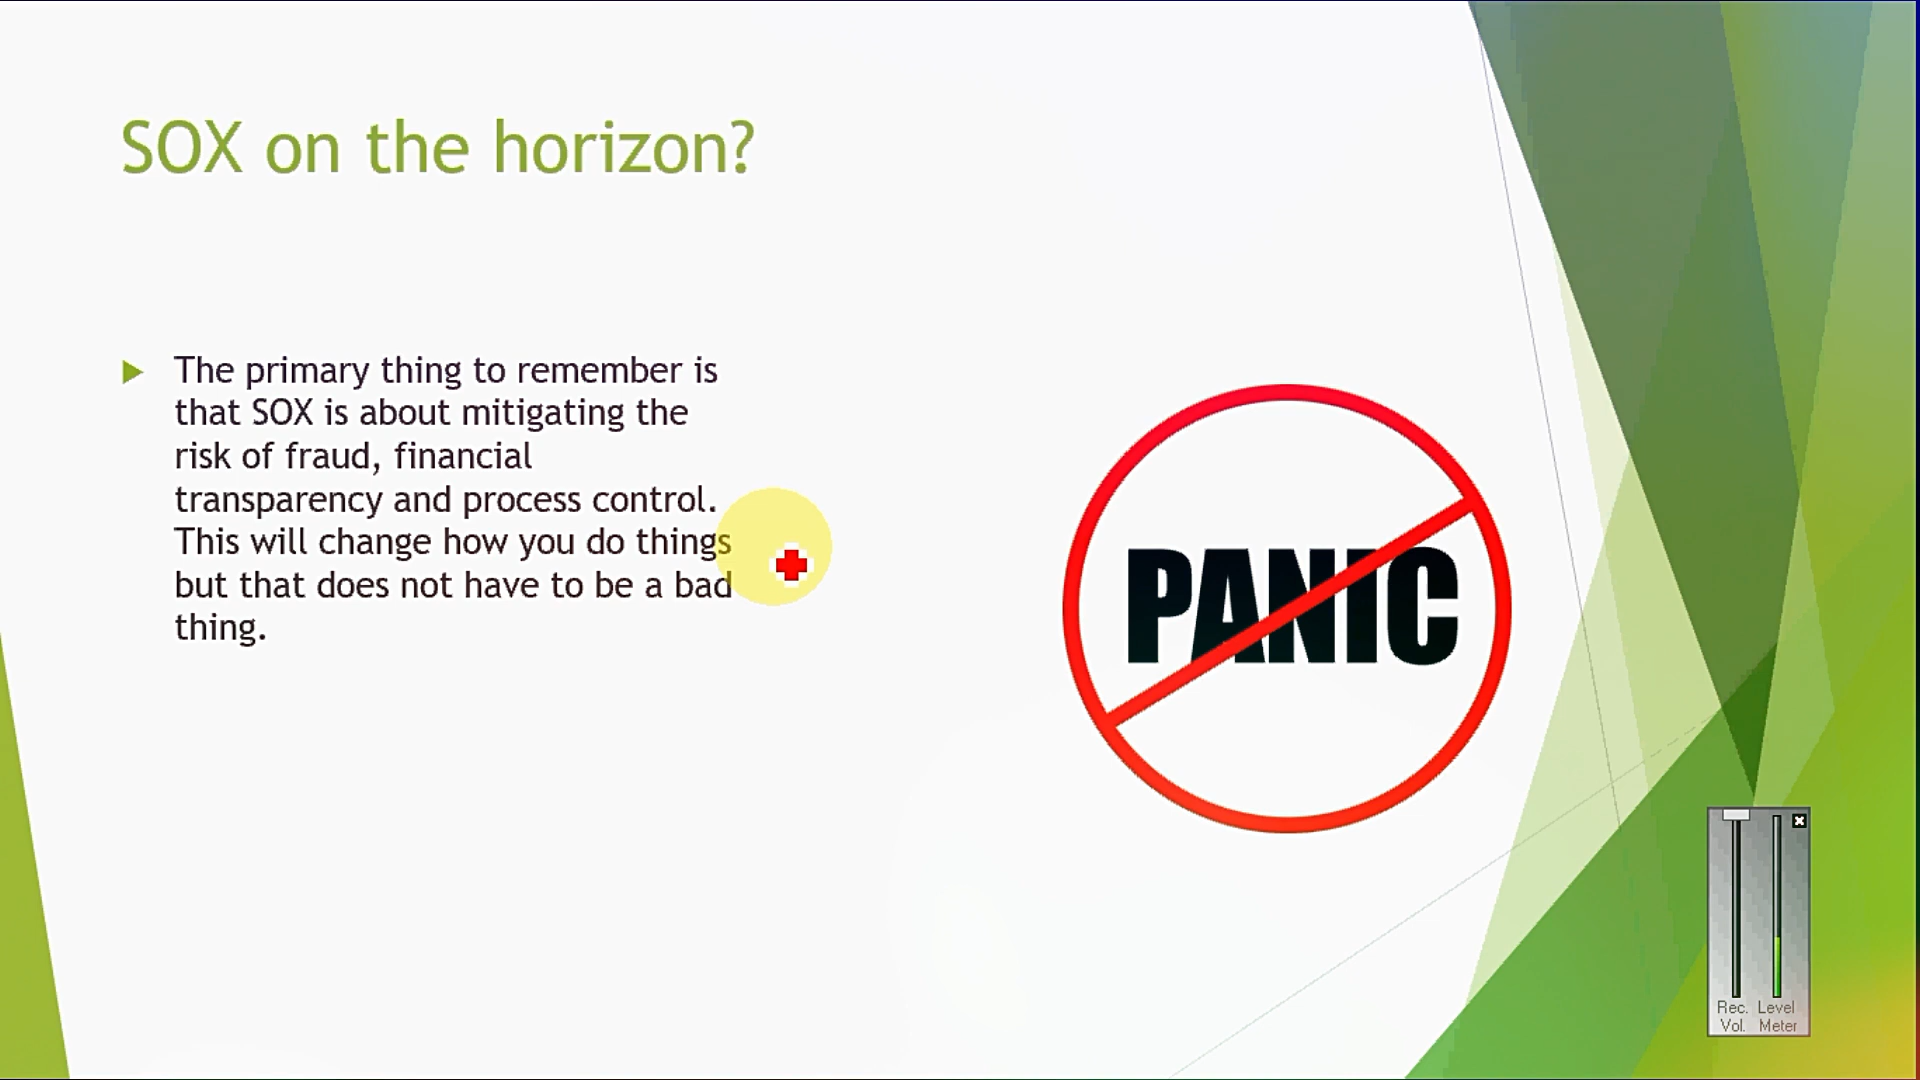 SOX on the horizon?
The primary thing to remember is
that SOX is about mitigating the
risk of fraud, financial
transparency and process control.
This will change how you do things
but that does not have to be a bad
thing.
PANIC
Rec. Level
Vol. Meter